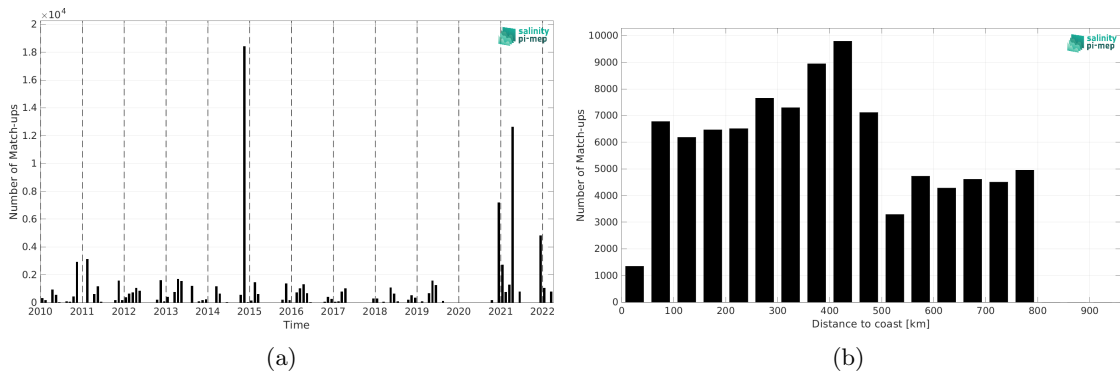 ×10⁴
2
1.8
1.6
1.4
1.2
1
0.8
0.6
0.4
0.2
0
Number of Match-ups
2010 2011 2012 2013 2014 2015 2016 2017 2018 2019 2020 2021 2022
Time
salinity
pi-mep
(a)
10000
9000
8000
7000
6000
5000
4000
3000
2000
1000
0
Number of Match-ups
0 100 200 300 400 500 600 700 800 900
Distance to coast [km]
salinity
pi-mep
(b)